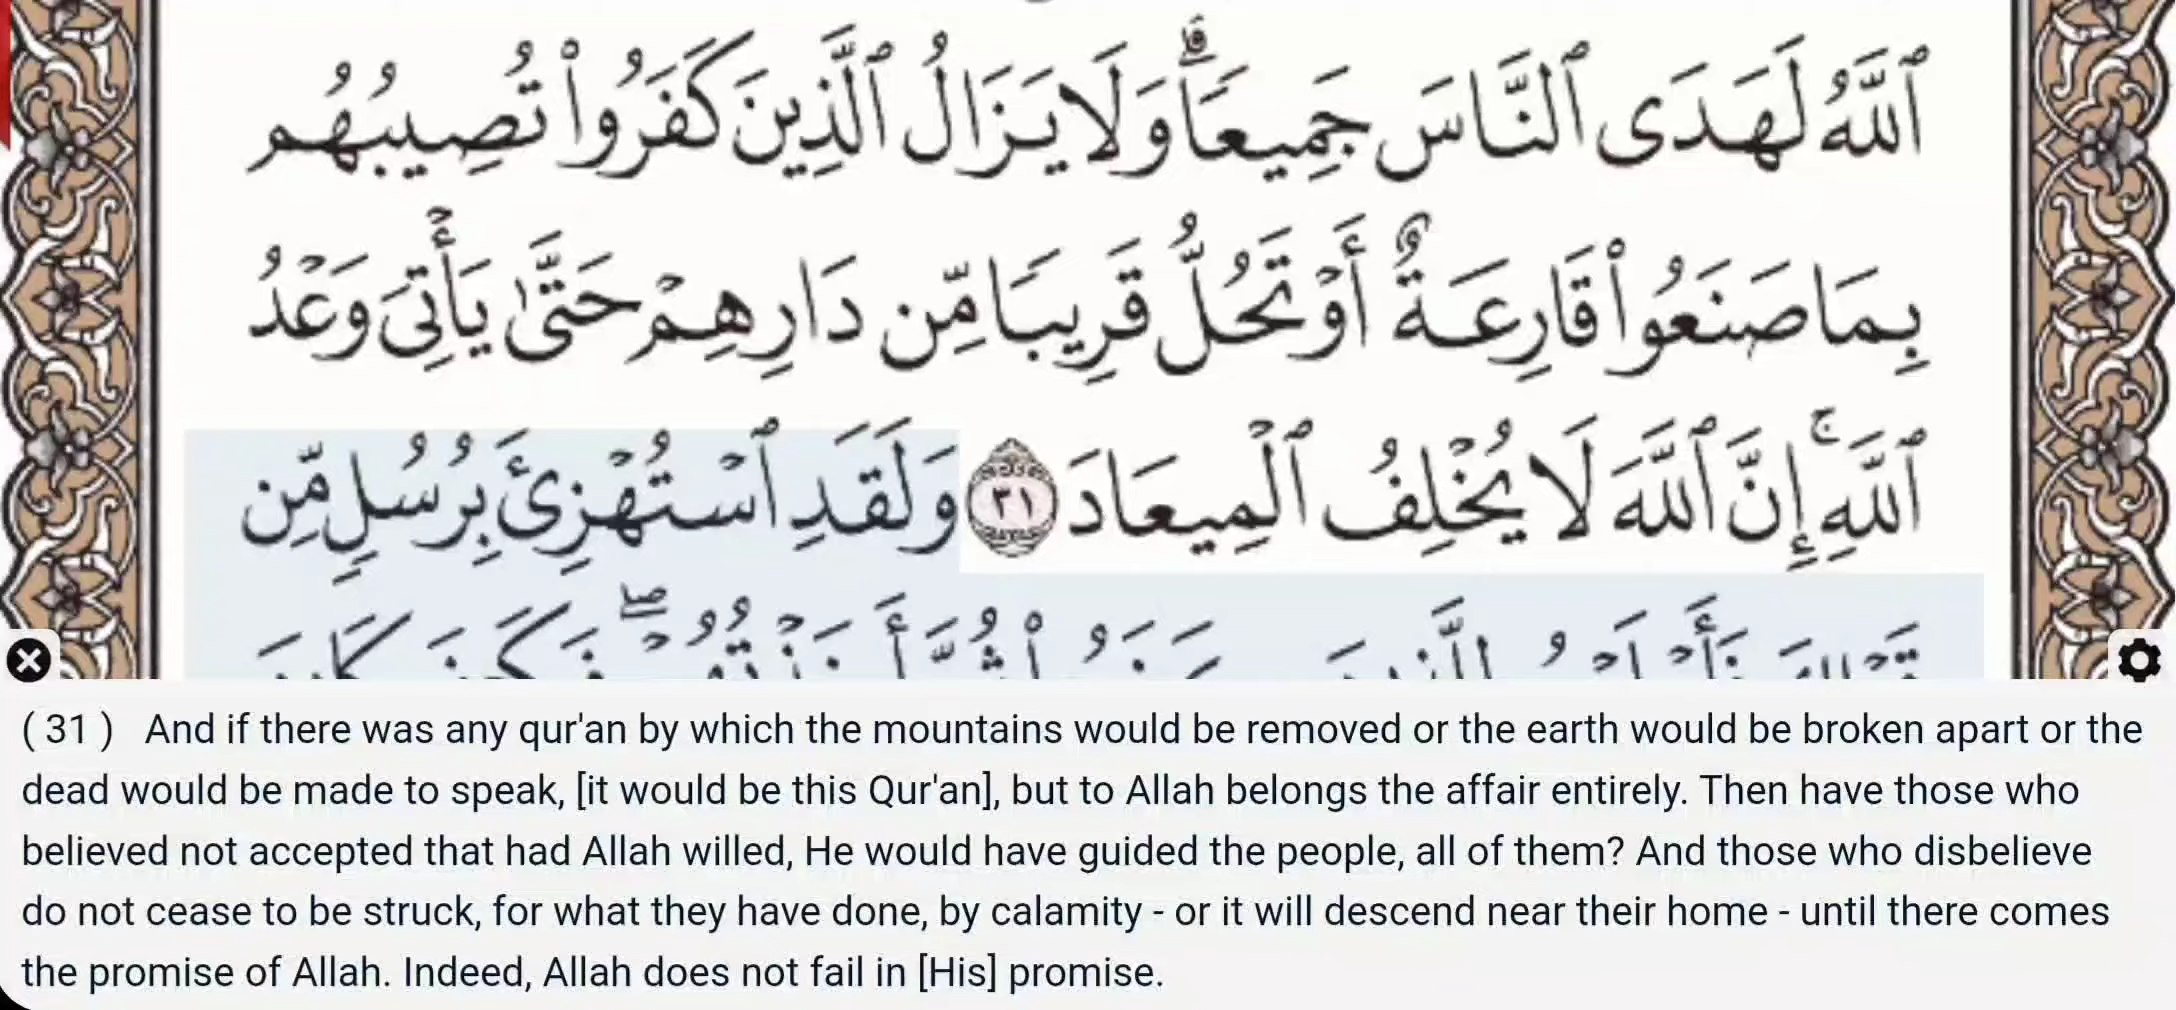 ٱللَّهُ لَهَدَى ٱلنَّاسَ جَمِيعٗاۗ وَلَا يَزَالُ ٱلَّذِينَ كَفَرُواْ تُصِيبُهُم
بِمَا صَنَعُواْ قَارِعَةٌ أَوۡ تَحُلُّ قَرِيبٗا مِّن دَارِهِمۡ حَتَّىٰ يَأۡتِيَ وَعۡدُ
ٱللَّهِۚ إِنَّ ٱللَّهَ لَا يُخۡلِفُ ٱلۡمِيعَادَ ٣١ وَلَقَدِ ٱسۡتُهۡزِئَ بِرُسُلٖ مِّن
( 31 ) And if there was any qur'an by which the mountains would be removed or the earth would be broken apart or the
dead would be made to speak, [it would be this Qur'an], but to Allah belongs the affair entirely. Then have those who
believed not accepted that had Allah willed, He would have guided the people, all of them? And those who disbelieve
do not cease to be struck, for what they have done, by calamity - or it will descend near their home - until there comes
the promise of Allah. Indeed, Allah does not fail in [His] promise.